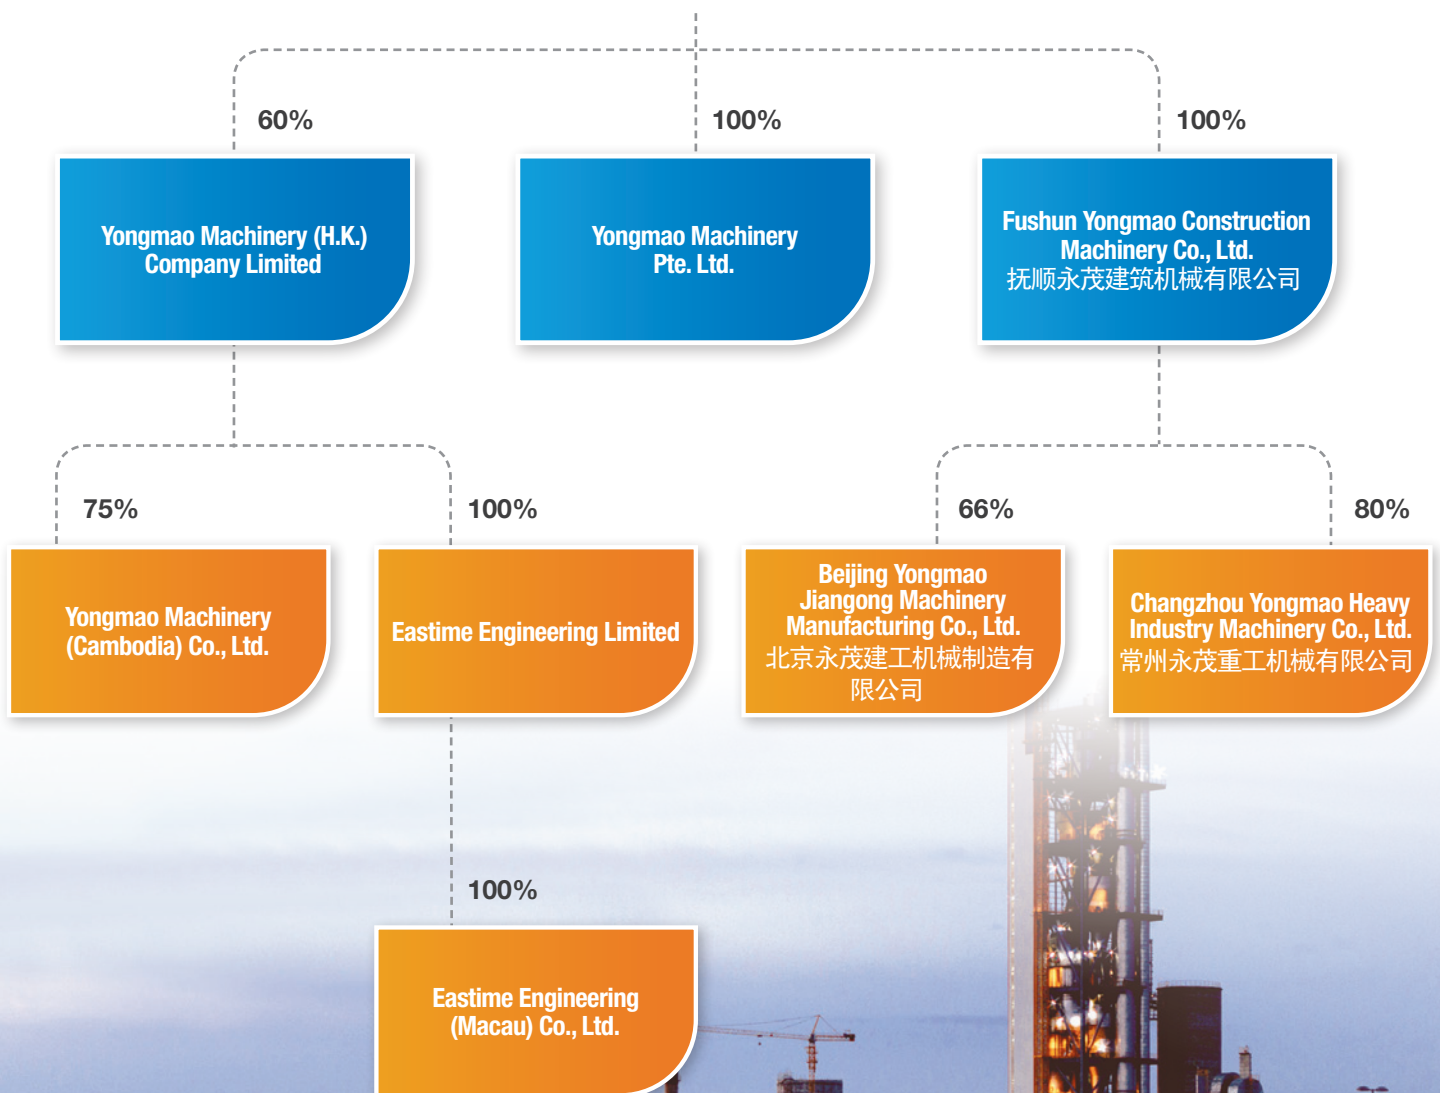 60%
100%
100%
Yongmao Machinery (H.K.)
Company Limited
Yongmao Machinery
Pte. Ltd.
Fushun Yongmao Construction
Machinery Co., Ltd.
抚顺永茂建筑机械有限公司
75%
100%
66%
80%
Yongmao Machinery
(Cambodia) Co., Ltd.
Eastime Engineering Limited
Beijing Yongmao
Jiangong Machinery
Manufacturing Co., Ltd.
北京永茂建工机械制造有
限公司
Changzhou Yongmao Heavy
Industry Machinery Co., Ltd.
常州永茂重工机械有限公司
100%
Eastime Engineering
(Macau) Co., Ltd.